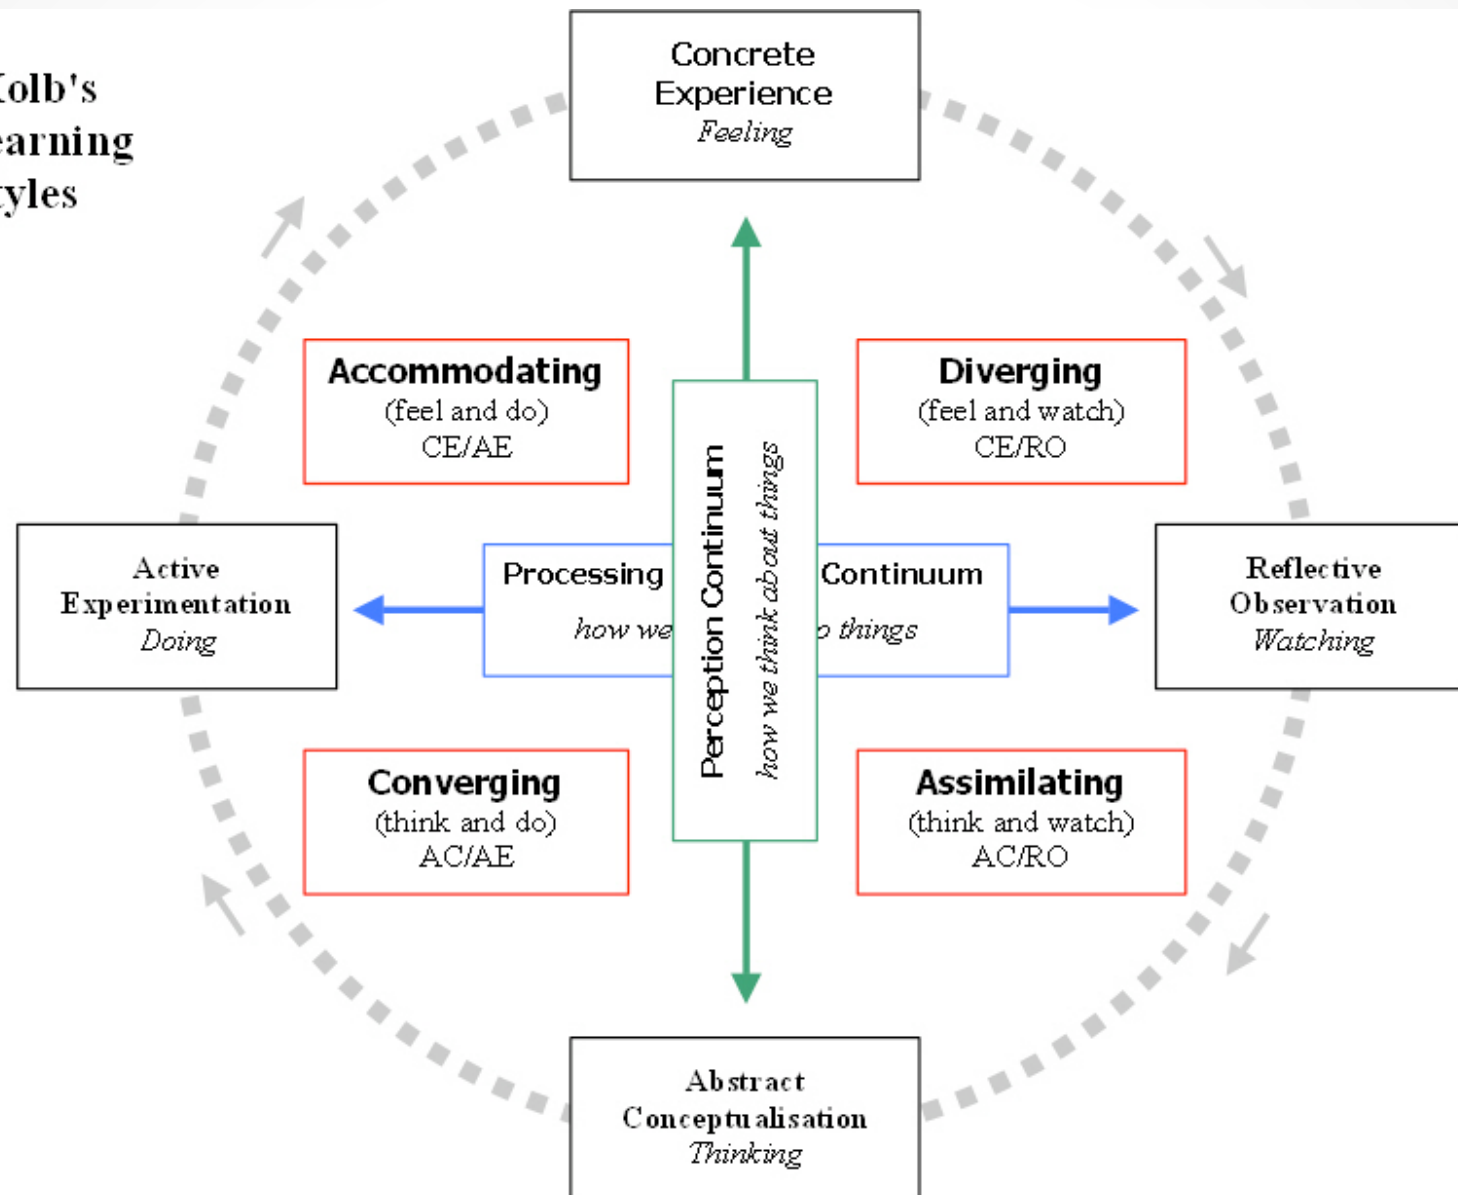 Kolb's
earning
tyles
Concrete
Experience
Feeling
Accommodating
(feel and do)
CE/AE
Diverging
(feel and watch)
CE/RO
Active
Experimentation
Doing
Processing Continuum
how we o things
Perception Continuum
how we think about things
Reflective
Observation
Watching
Converging
(think and do)
AC/AE
Assimilating
(think and watch)
AC/RO
Abstract
Conceptualisation
Thinking